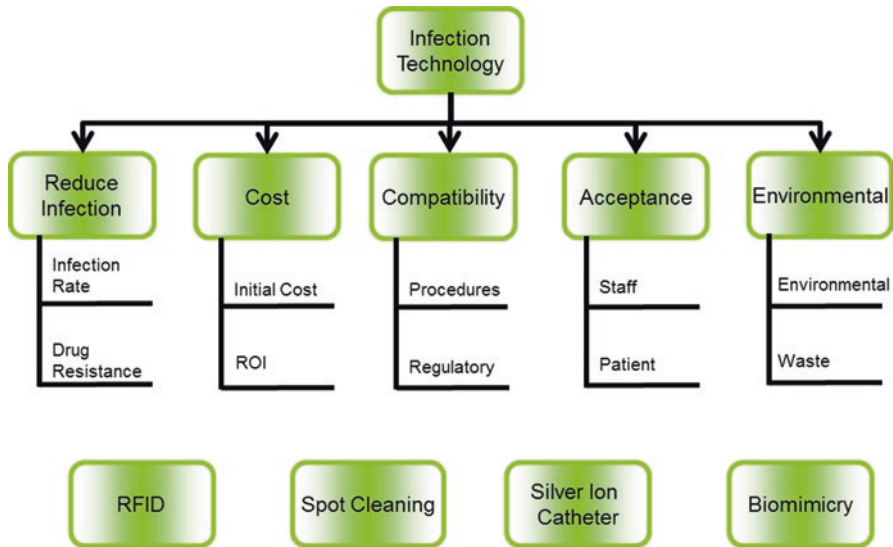 Infection
Technology
Reduce
Infection
Cost
Compatibility
Acceptance
Environmental
Infection
Rate
Initial Cost
Procedures
Staff
Environmental
Drug
Resistance
ROI
Regulatory
Patient
Waste
RFID
Spot Cleaning
Silver Ion
Catheter
Biomimicry